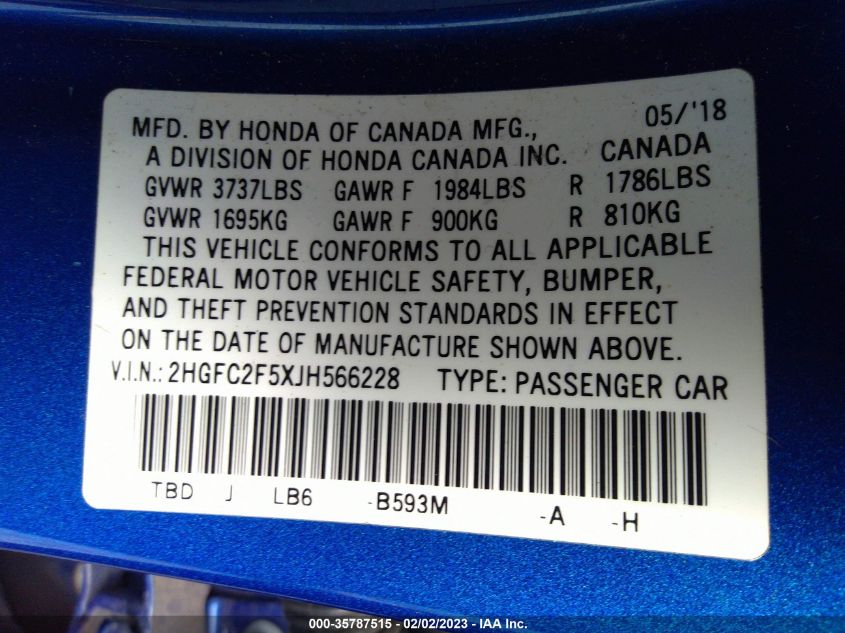 05/'18
MFD. BY HONDA OF CANADA MFG.,
A DIVISION OF HONDA CANADA INC. CANADA
GVWR 3737LBS GAWR F 1984LBS R 1786LBS
GVWR 1695KG GAWR F 900KG R 810KG
THIS VEHICLE CONFORMS TO ALL APPLICABLE
FEDERAL MOTOR VEHICLE SAFETY, BUMPER,
AND THEFT PREVENTION STANDARDS IN EFFECT
ON THE DATE OF MANUFACTURE SHOWN ABOVE.
V.I.N.: 2HGFC2F5XJH566228 TYPE: PASSENGER CAR
TBD J LB6 -B593M -A -H
000-35787515 - 02/02/2023 - IAA Inc.